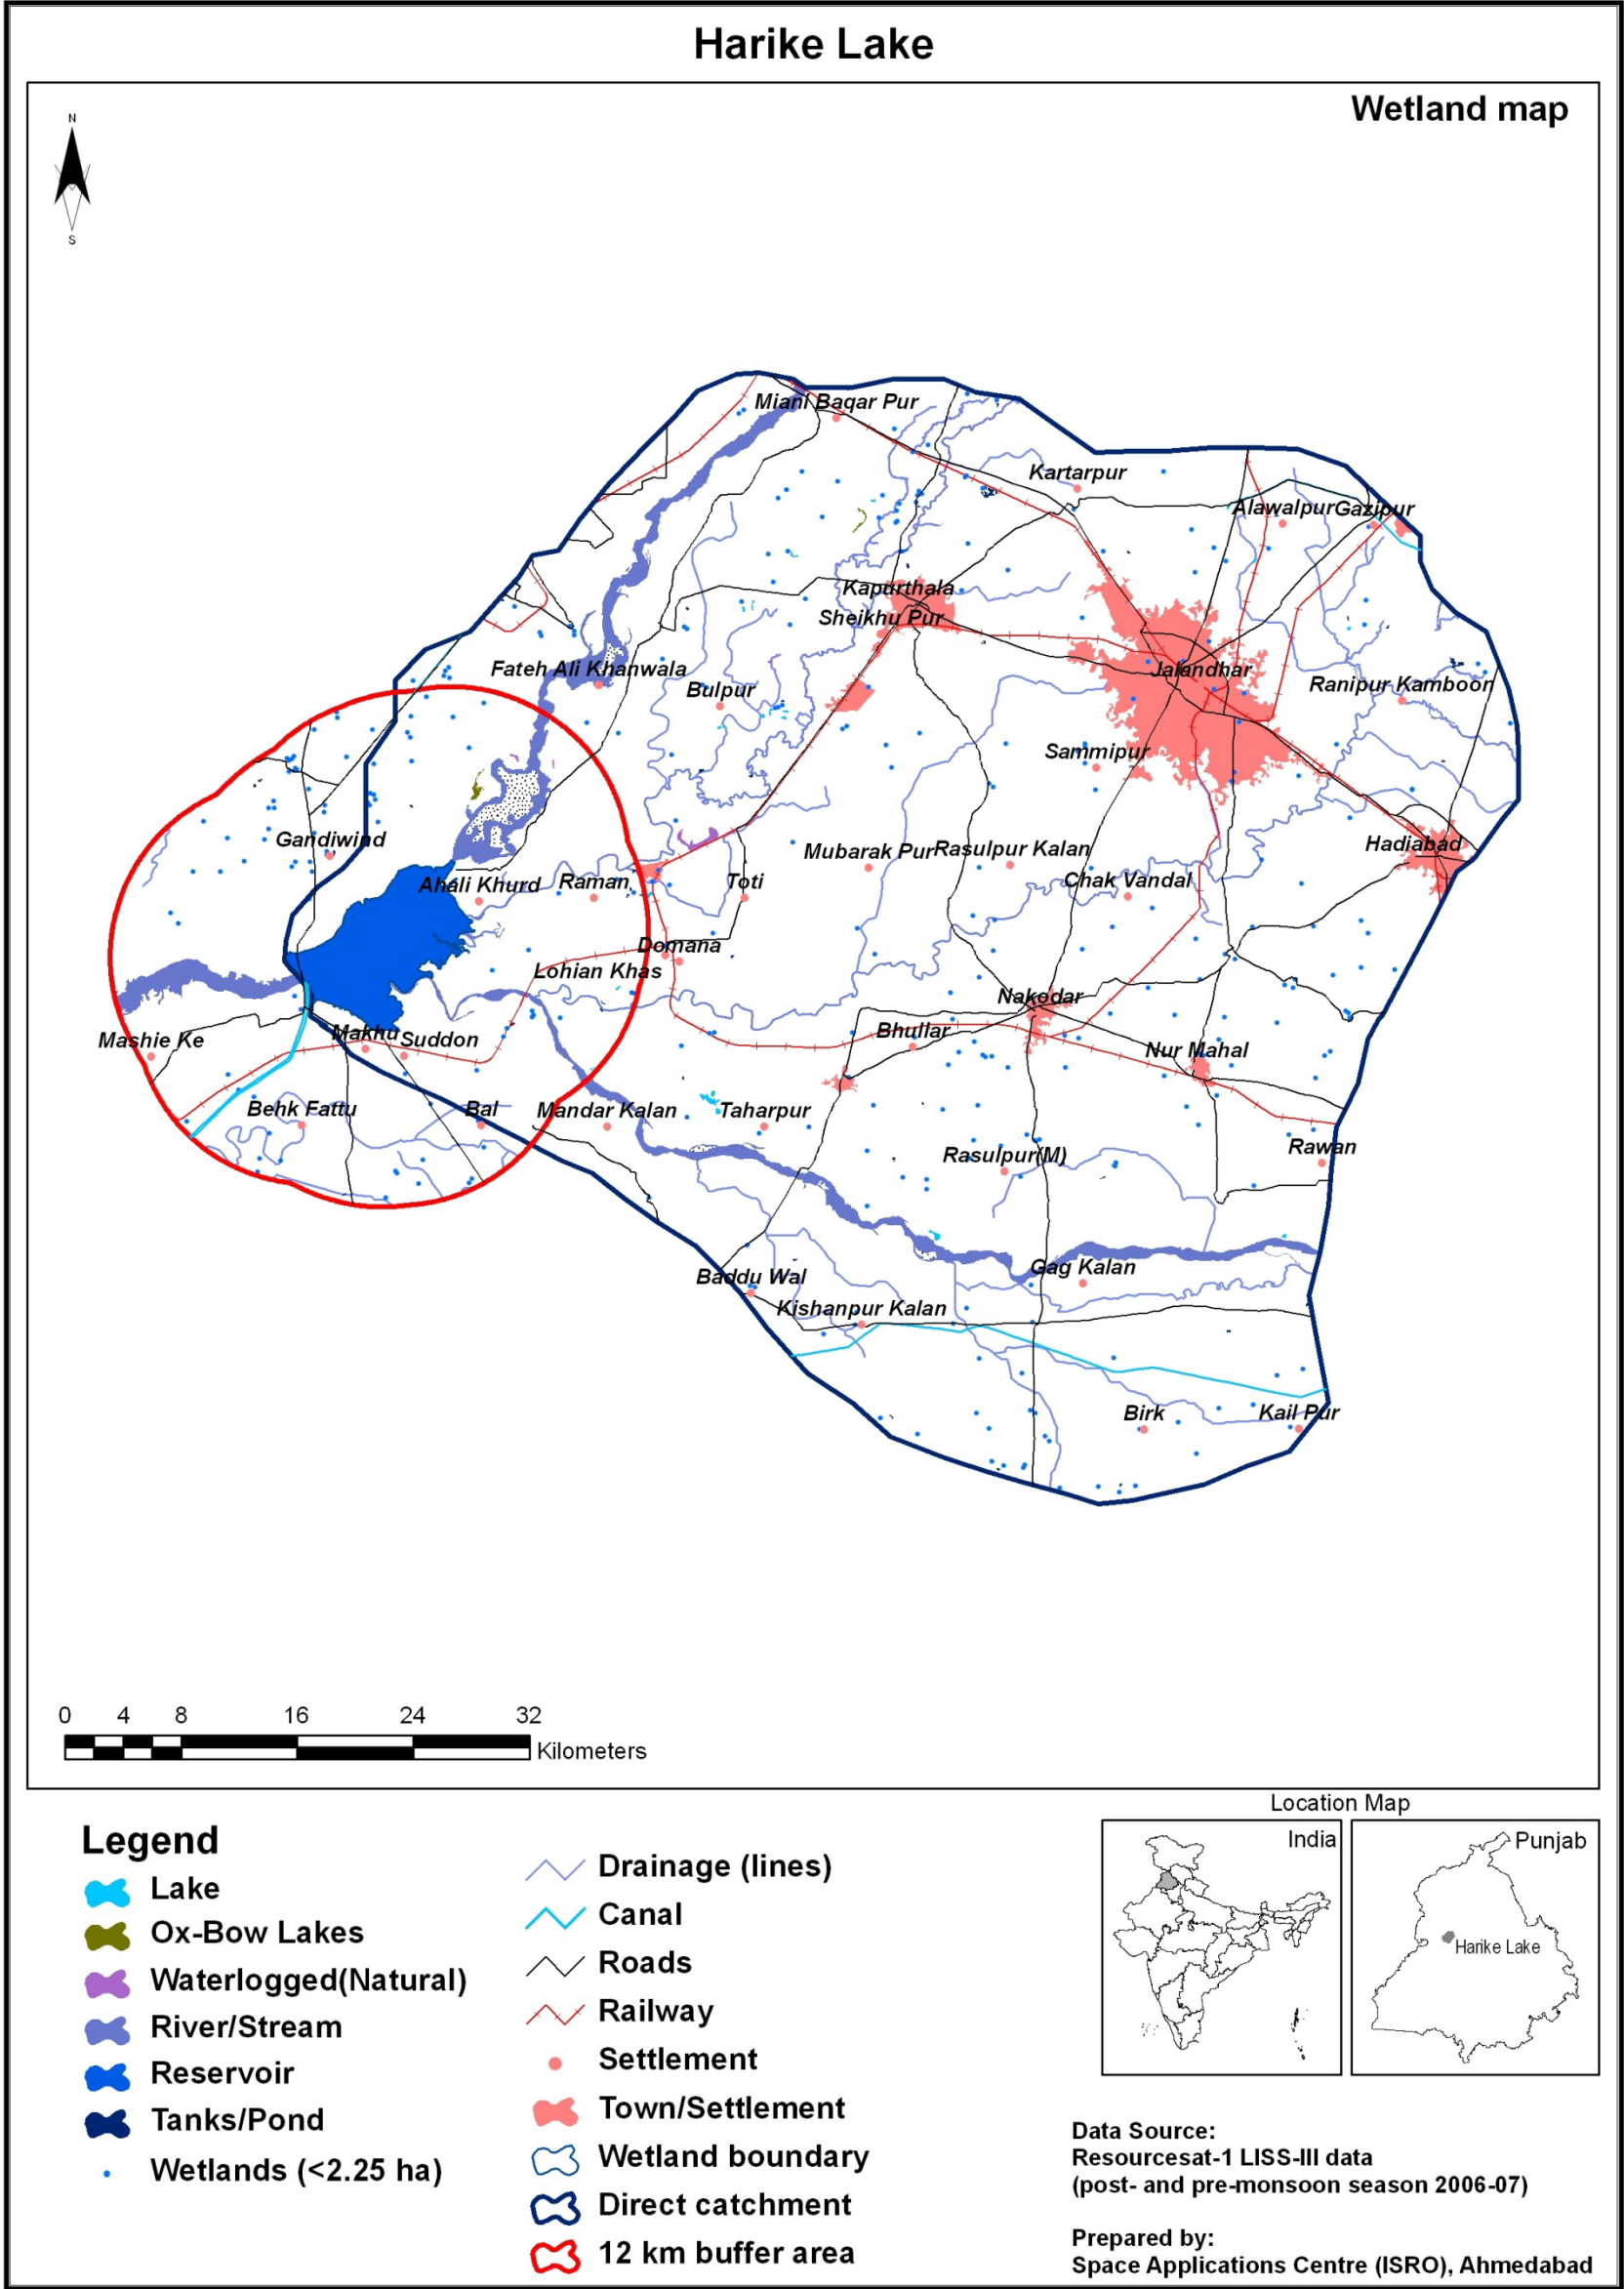 Harike Lake
Wetland map
N
S
Miani Baqar Pur
Kartarpur
Alawalpur
Gazipur
Kapurthala
Sheikhu Pur
Fateh Ali Khanwala
Bulpur
Jalandhar
Ranipur Kamboon
Sammipur
Gandiwind
Mubarak Pur
Rasulpur Kalan
Hadiabad
Ahali Khurd
Raman
Toti
Chak Vandal
Domana
Lohian Khas
Nakodar
Mashie Ke
Makhu
Suddon
Bhullar
Nur Mahal
Behk Fattu
Bal
Mandar Kalan
Taharpur
Rasulpur(M)
Rawan
Baddu Wal
Gag Kalan
Kishanpur Kalan
Birk
Kail Pur
0 4 8 16 24 32
Kilometers
Legend
Lake
Ox-Bow Lakes
Waterlogged(Natural)
River/Stream
Reservoir
Tanks/Pond
Wetlands (<2.25 ha)
Drainage (lines)
Canal
Roads
Railway
Settlement
Town/Settlement
Wetland boundary
Direct catchment
12 km buffer area
Location Map
India
Punjab
Harike Lake
Data Source:
Resourcesat-1 LISS-III data
(post- and pre-monsoon season 2006-07)
Prepared by:
Space Applications Centre (ISRO), Ahmedabad